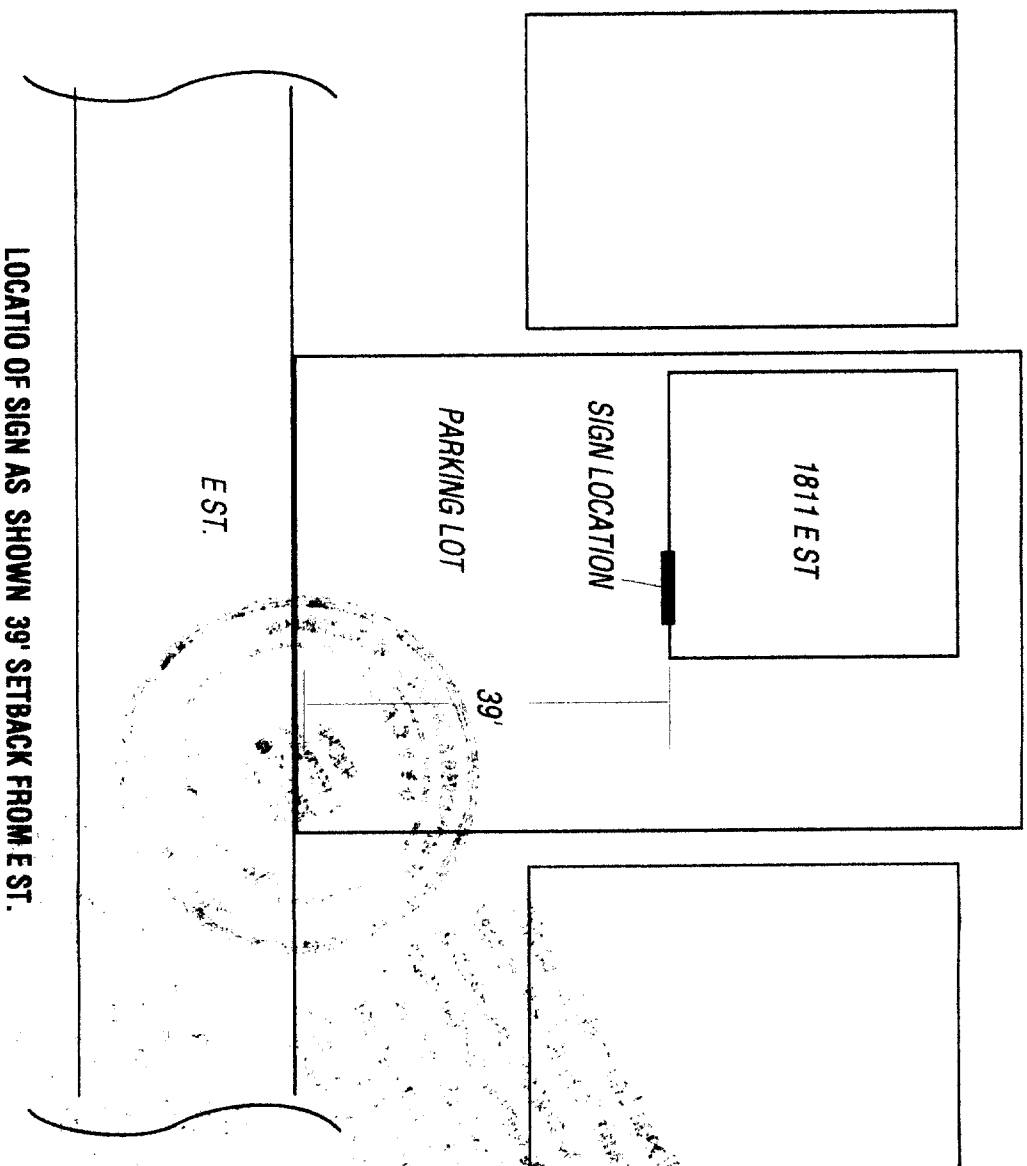 1811 E ST
SIGN LOCATION
39'
PARKING LOT
E ST.
LOCATIO OF SIGN AS SHOWN 39' SETBACK FROM E ST.